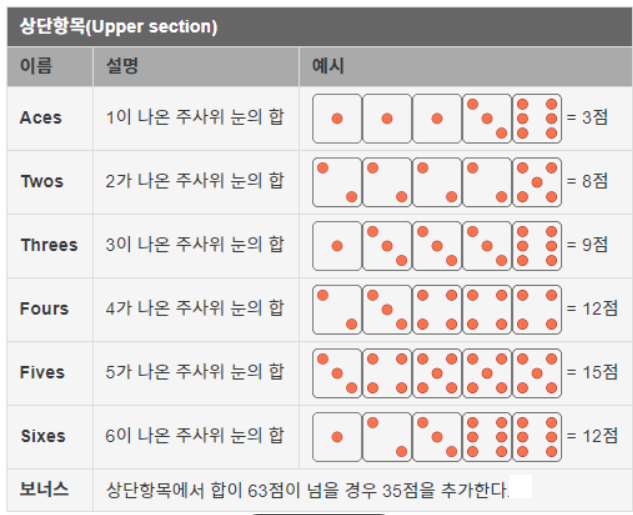 상단항목(Upper section)
이름 설명 예시
Aces 1이 나온 주사위 눈의 합 = 3점
Twos 2가 나온 주사위 눈의 합 = 8점
Threes 3이 나온 주사위 눈의 합 = 9점
Fours 4가 나온 주사위 눈의 합 = 12점
Fives 5가 나온 주사위 눈의 합 = 15점
Sixes 6이 나온 주사위 눈의 합 = 12점
보너스 상단항목에서 합이 63점이 넘을 경우 35점을 추가한다.